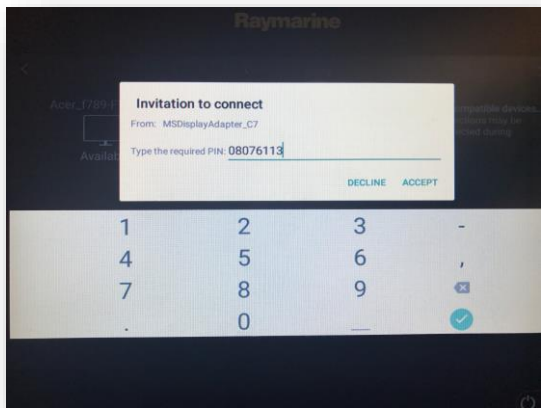 Raymarine
Invitation to connect
From: MSDisplayAdapter_C7
Type the required PIN: 08076113
DECLINE ACCEPT
1 2 3 -
4 5 6 ,
7 8 9
. 0 _